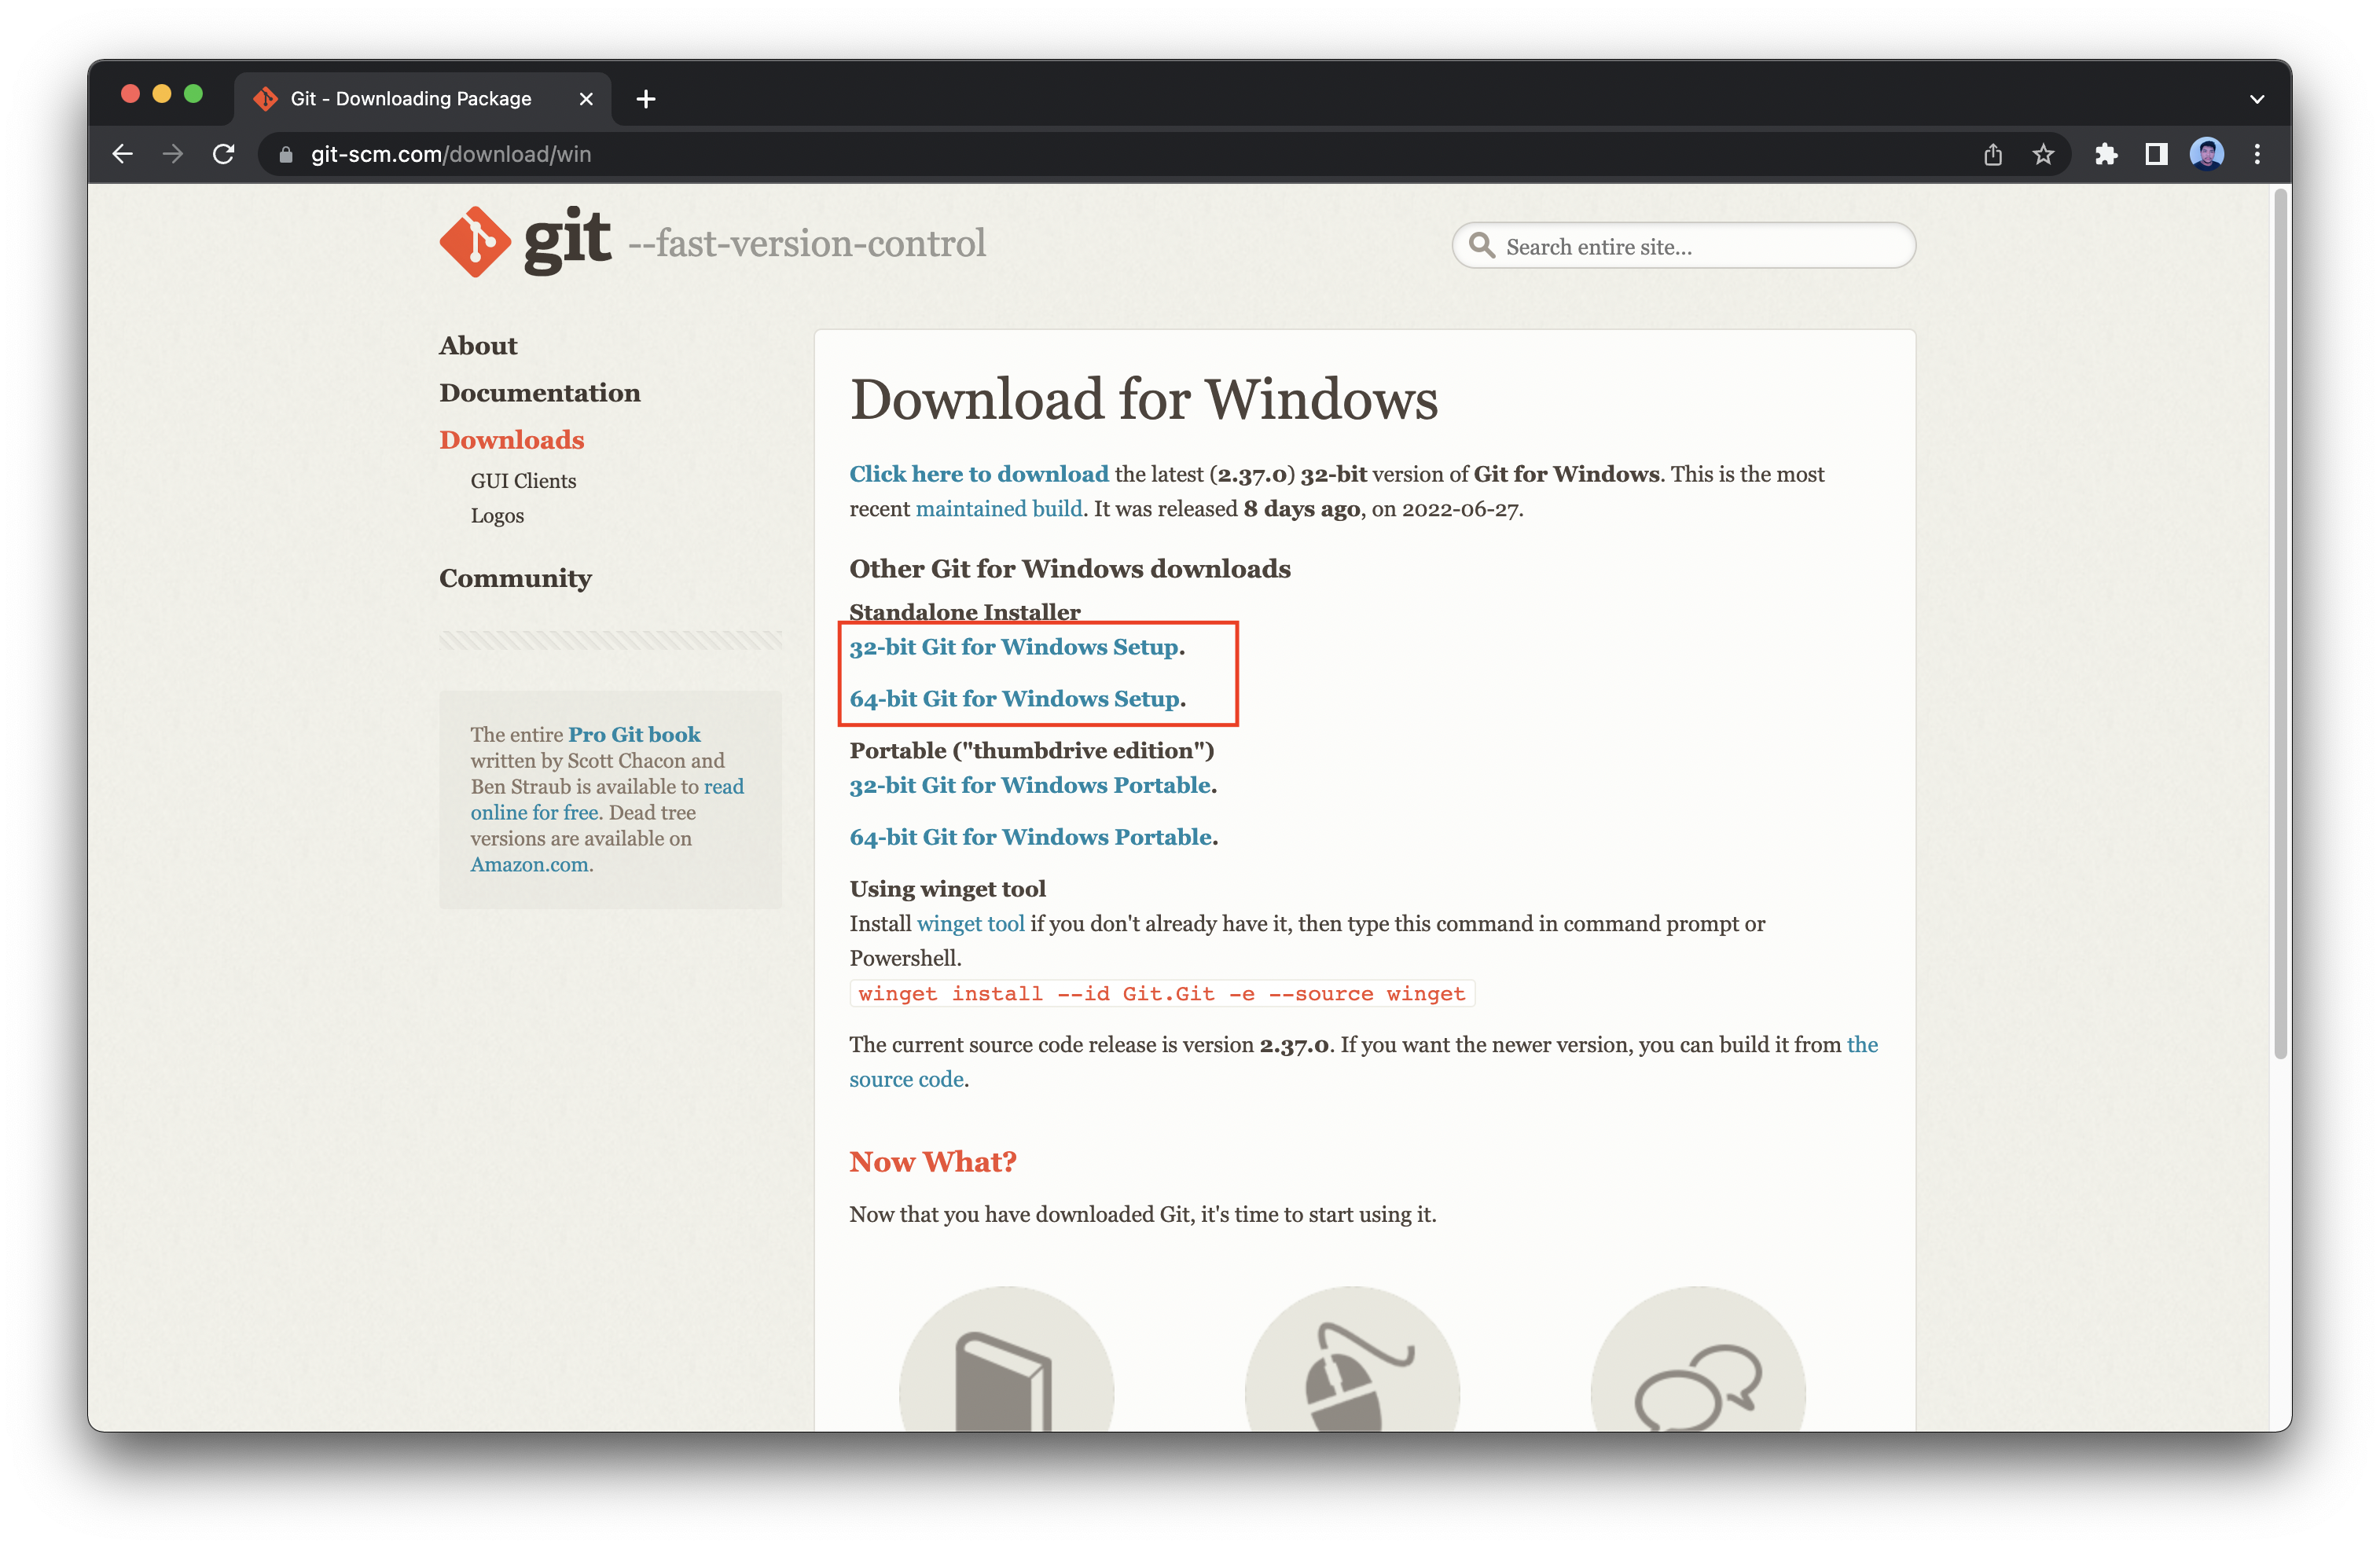 Git - Downloading Package
git-scm.com/download/win
git --fast-version-control
Search entire site...
About
Documentation
Downloads
GUI Clients
Logos
Community
The entire Pro Git book
written by Scott Chacon and
Ben Straub is available to read
online for free. Dead tree
versions are available on
Amazon.com.
Download for Windows
Click here to download the latest (2.37.0) 32-bit version of Git for Windows. This is the most
recent maintained build. It was released 8 days ago, on 2022-06-27.
Other Git for Windows downloads
Standalone Installer
32-bit Git for Windows Setup.
64-bit Git for Windows Setup.
Portable ("thumbdrive edition")
32-bit Git for Windows Portable.
64-bit Git for Windows Portable.
Using winget tool
Install winget tool if you don't already have it, then type this command in command prompt or
Powershell.
winget install --id Git.Git -e --source winget
The current source code release is version 2.37.0. If you want the newer version, you can build it from the
source code.
Now What?
Now that you have downloaded Git, it's time to start using it.